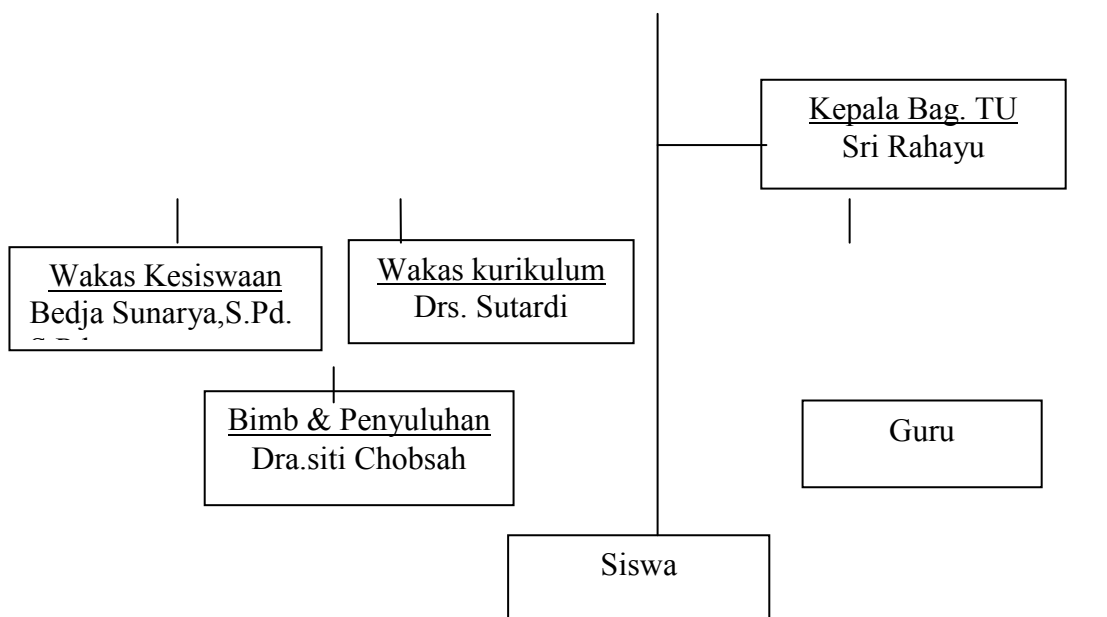 Kepala Bag. TU
Sri Rahayu
Wakas Kesiswaan
Bedja Sunarya,S.Pd.
Wakas kurikulum
Drs. Sutardi
Bimb & Penyuluhan
Dra.siti Chobsah
Guru
Siswa